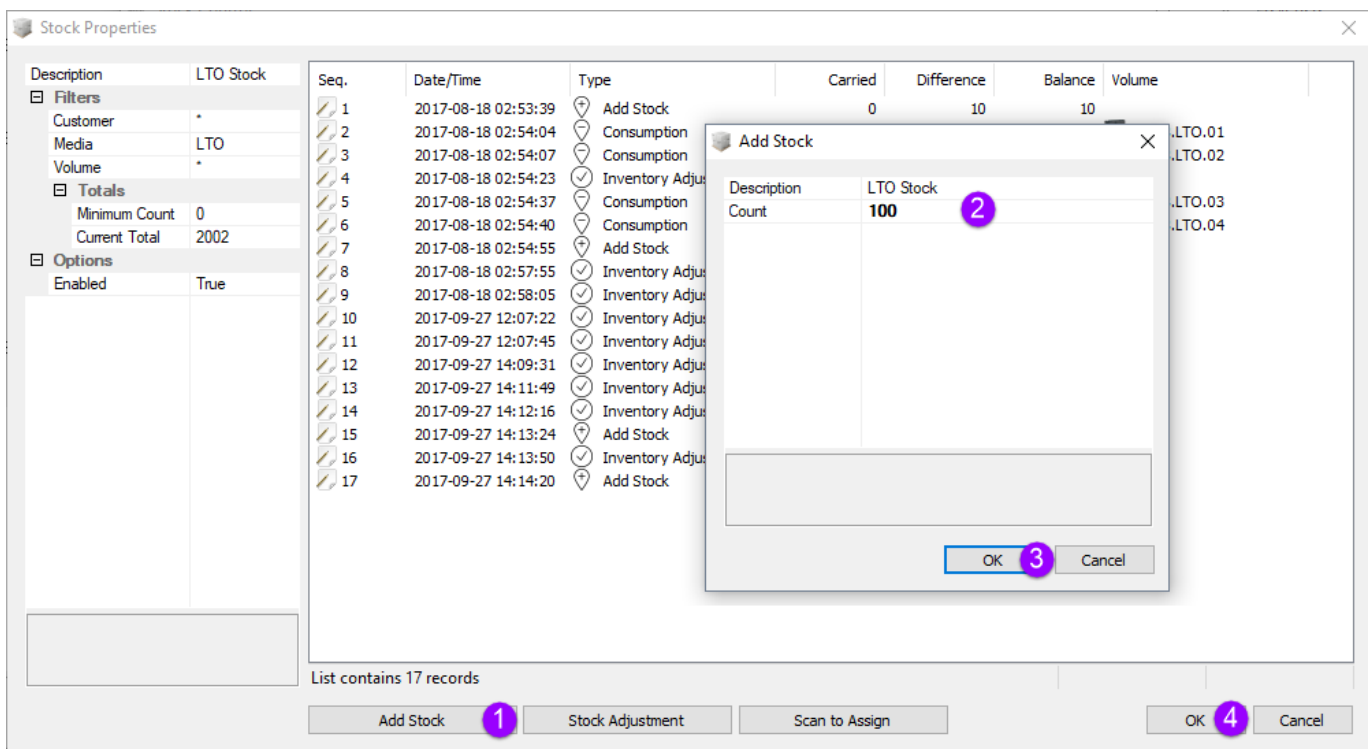 Stock Properties
Description LTO Stock
Filters
Customer *
Media LTO
Volume *
Totals
Minimum Count 0
Current Total 2002
Options
Enabled True
Seq. Date/Time Type Carried Difference Balance Volume
1 2017-08-18 02:53:39 Add Stock 0 10 10
2 2017-08-18 02:54:04 Consumption .LTO.01
3 2017-08-18 02:54:07 Consumption .LTO.02
4 2017-08-18 02:54:23 Inventory Adju
5 2017-08-18 02:54:37 Consumption .LTO.03
6 2017-08-18 02:54:40 Consumption .LTO.04
7 2017-08-18 02:54:55 Add Stock
8 2017-08-18 02:57:55 Inventory Adju
9 2017-08-18 02:58:05 Inventory Adju
10 2017-09-27 12:07:22 Inventory Adju
11 2017-09-27 12:07:45 Inventory Adju
12 2017-09-27 14:09:31 Inventory Adju
13 2017-09-27 14:11:49 Inventory Adju
14 2017-09-27 14:12:16 Inventory Adju
15 2017-09-27 14:13:24 Add Stock
16 2017-09-27 14:13:50 Inventory Adju
17 2017-09-27 14:14:20 Add Stock
Add Stock
Description LTO Stock
Count 100 2
OK 3 Cancel
List contains 17 records
Add Stock 1 Stock Adjustment Scan to Assign OK 4 Cancel